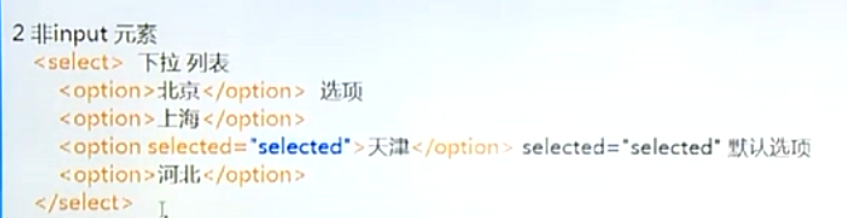 2 非input 元素
<select> 下拉 列表
<option>北京</option> 选项
<option>上海</option>
<option selected="selected">天津</option> selected="selected" 默认选项
<option>河北</option>
</select>